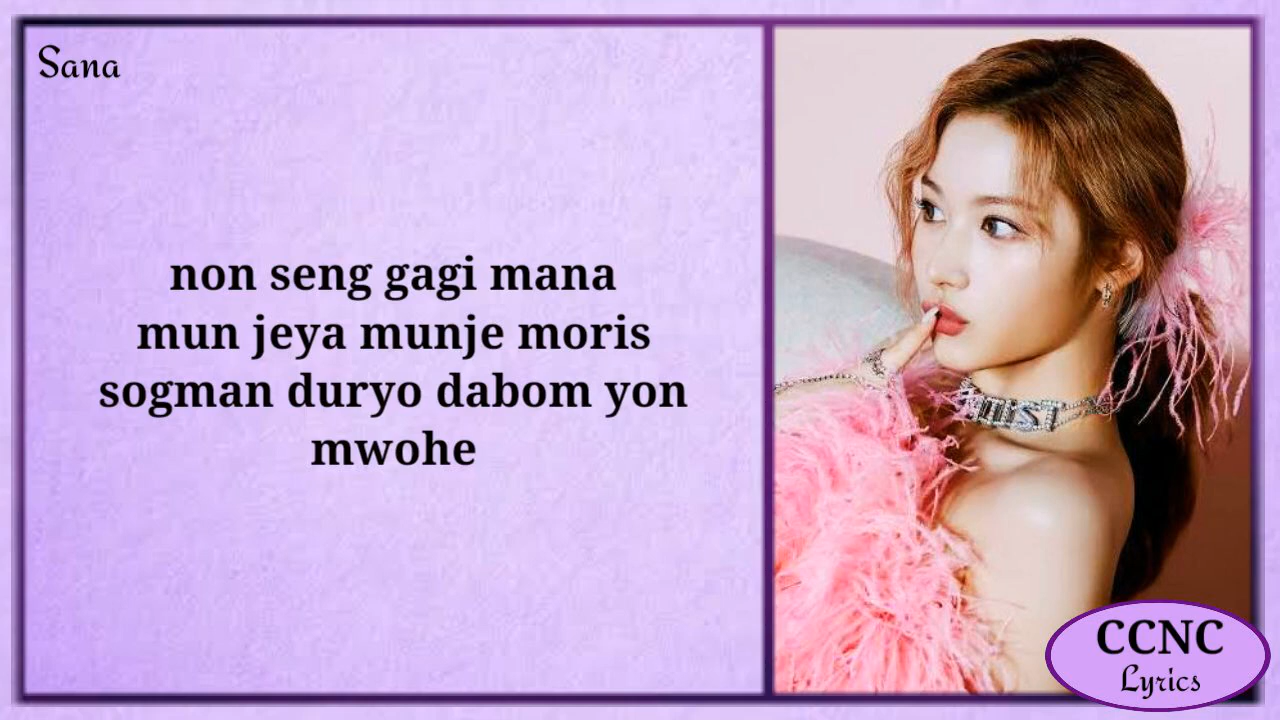 Sana
non seng gagi mana
mun jeya munje moris
sogman duryo dabom yon
mwohe
CCNC
Lyrics